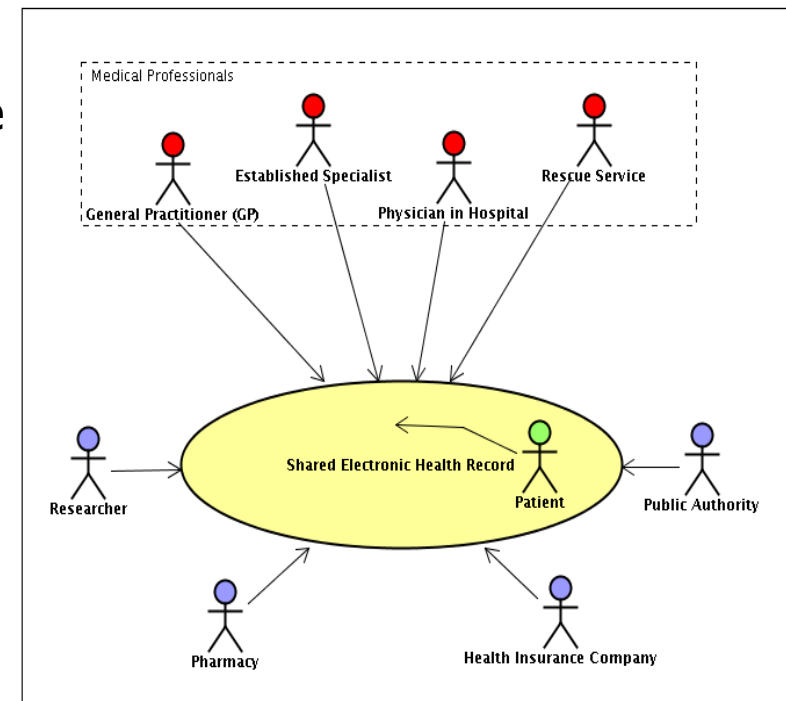 e
Medical Professionals
Established Specialist
Rescue Service
General Practitioner (GP)
Physician in Hospital
Shared Electronic Health Record
Patient
Researcher
Public Authority
Pharmacy
Health Insurance Company